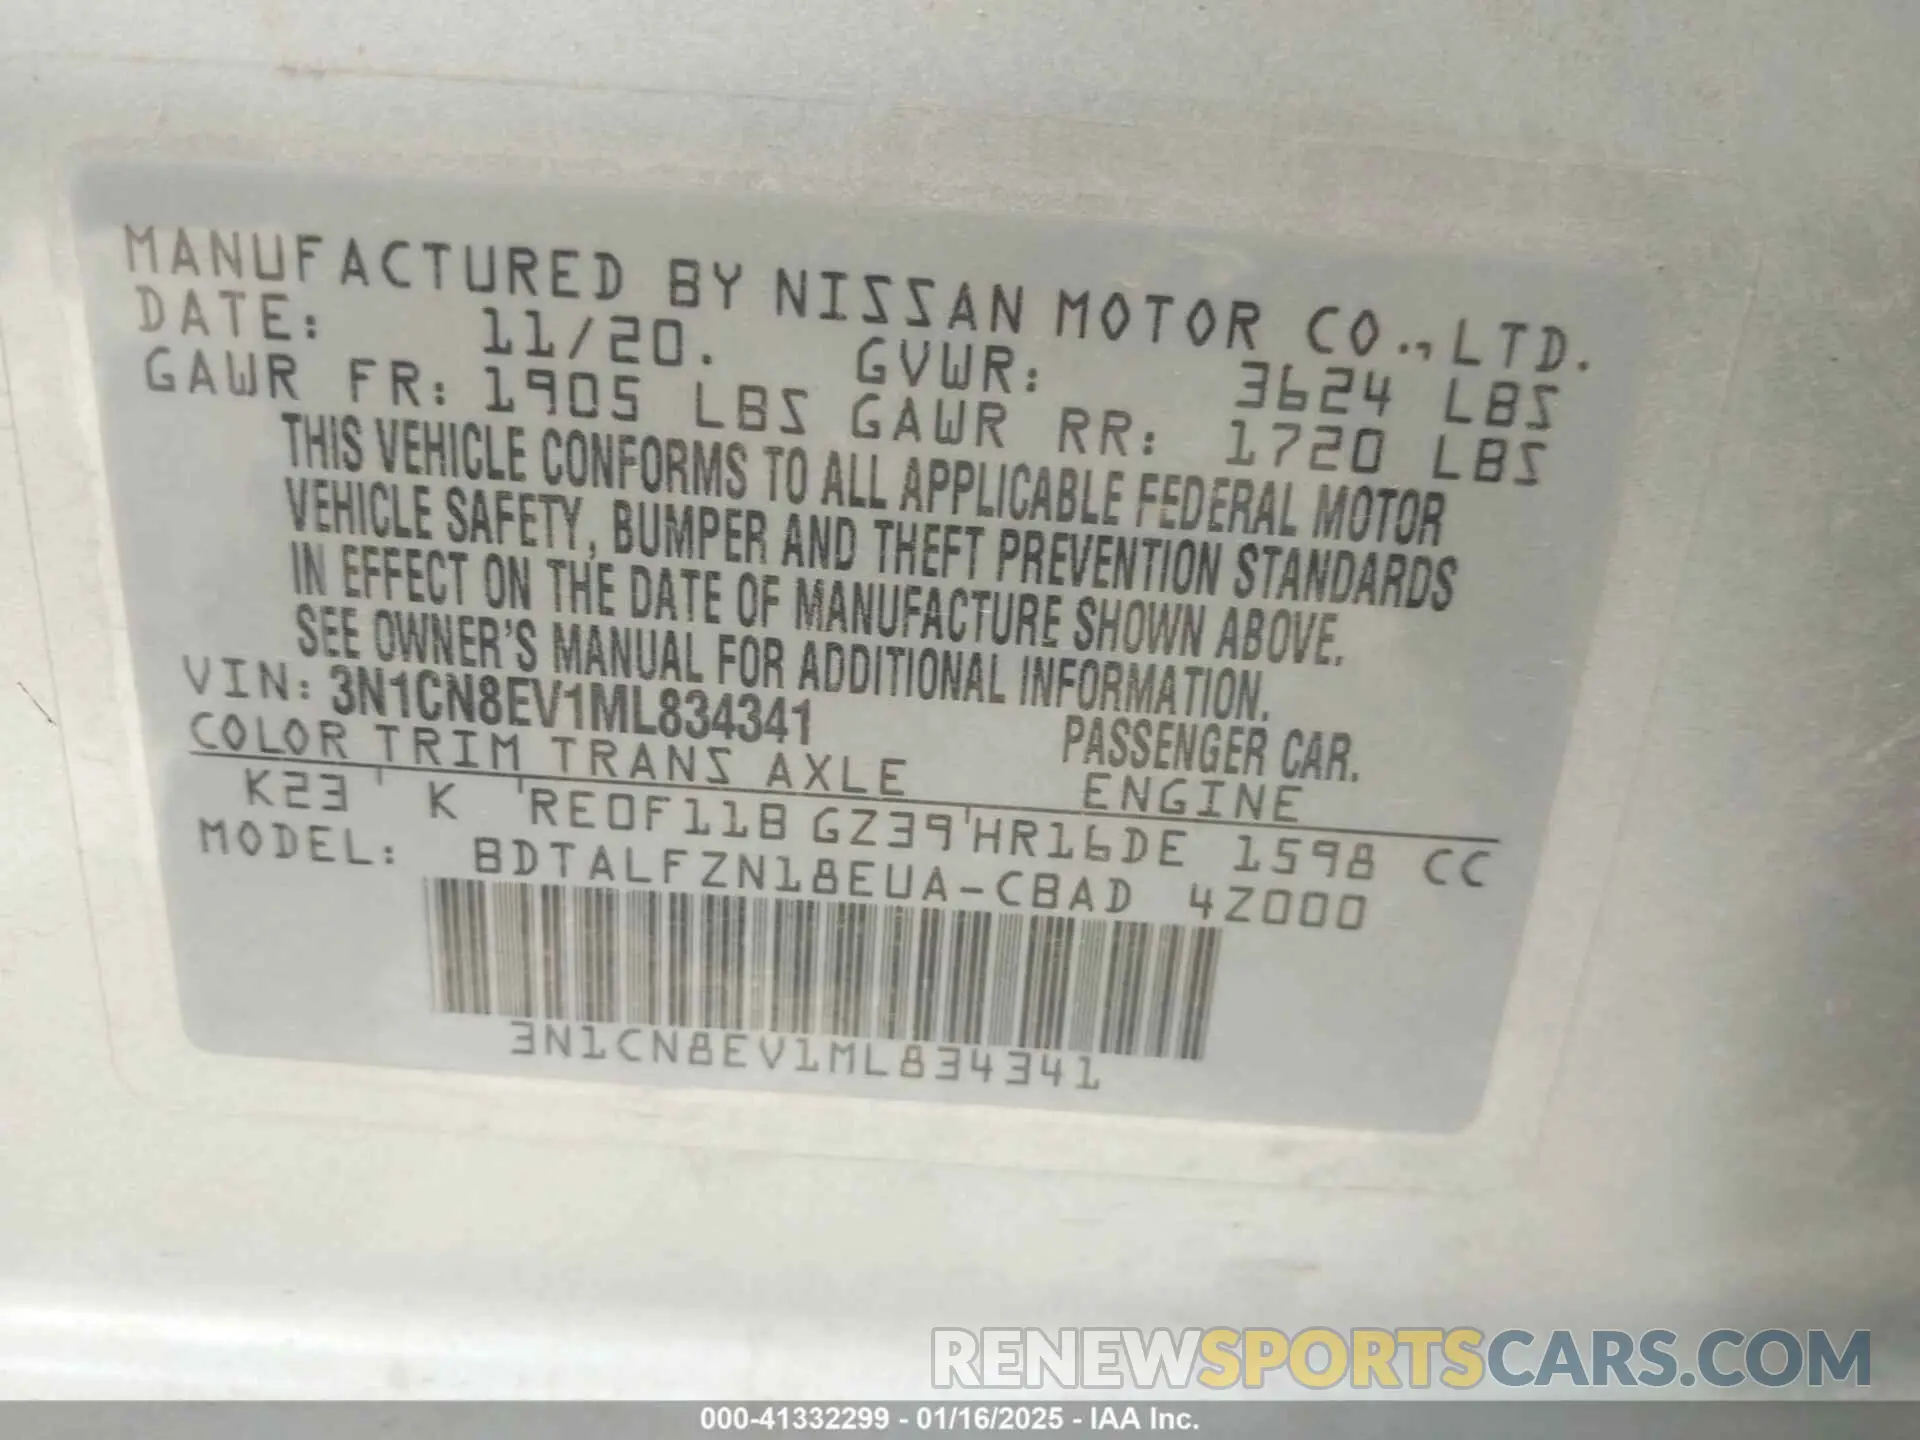 MANUFACTURED BY NISSAN MOTOR CO.,LTD.
DATE: 11/20. GVWR: 3624 LBS
GAWR FR: 1905 LBS GAWR RR: 1720 LBS
THIS VEHICLE CONFORMS TO ALL APPLICABLE FEDERAL MOTOR
VEHICLE SAFETY, BUMPER AND THEFT PREVENTION STANDARDS
IN EFFECT ON THE DATE OF MANUFACTURE SHOWN ABOVE.
SEE OWNER'S MANUAL FOR ADDITIONAL INFORMATION.
VIN: 3N1CN8EV1ML834341 PASSENGER CAR.
COLOR TRIM TRANS AXLE ENGINE
K23 K RE0F11B GZ39 HR16DE 1598 CC
MODEL: BDTALFZN18EUA-CBAD 4Z000
3N1CN8EV1ML834341
RENEWSPORTSCARS.COM
000-41332299 - 01/16/2025 - IAA Inc.